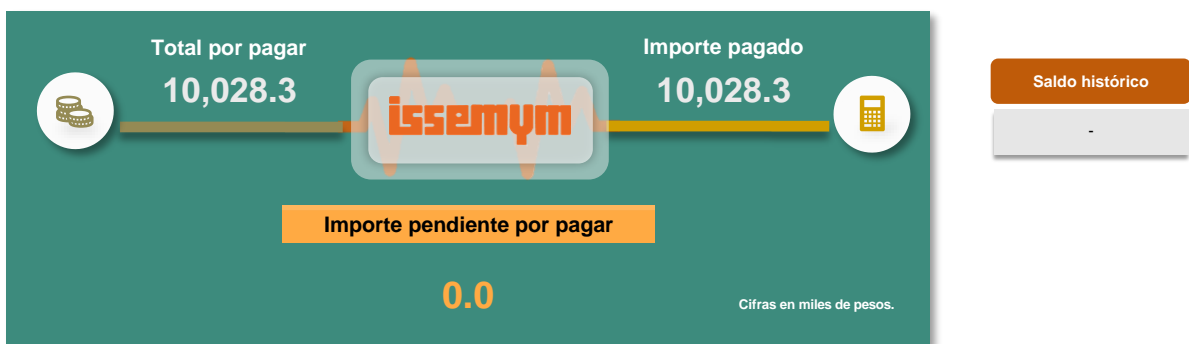 Total por pagar
10,028.3
issemym
Importe pagado
10,028.3
Importe pendiente por pagar
0.0
Cifras en miles de pesos.
Saldo histórico
-